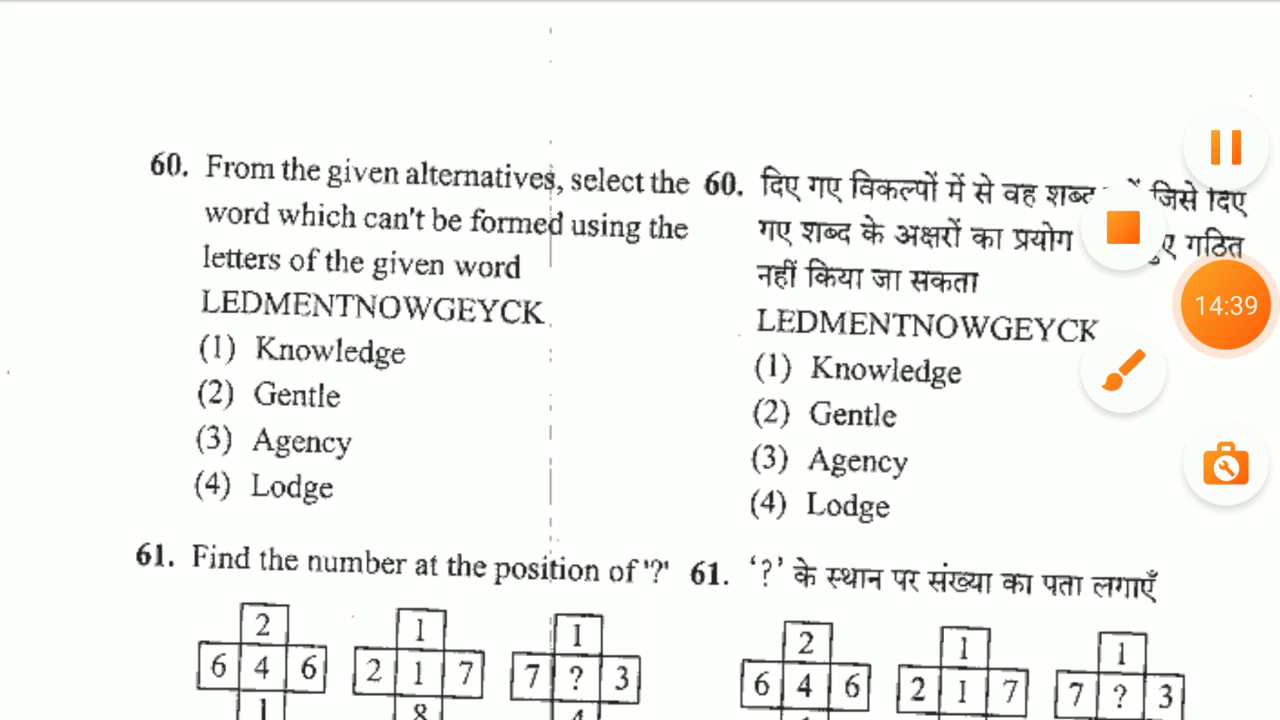 60. From the given alternatives, select the
word which can't be formed using the
letters of the given word
LEDMENTNOWGEYCK
(1) Knowledge
(2) Gentle
(3) Agency
(4) Lodge
61. Find the number at the position of '?'
2
6 4 6
1
1
2 1 7
8
1
7 ? 3
4
60. दिए गए विकल्पों में से वह शब्द जिसे दिए
गए शब्द के अक्षरों का प्रयोग गठित
नहीं किया जा सकता
LEDMENTNOWGEYCK
(1) Knowledge
(2) Gentle
(3) Agency
(4) Lodge
61. '?' के स्थान पर संख्या का पता लगाएँ
2
6 4 6
1
2 1 7
1
7 ? 3
14:39